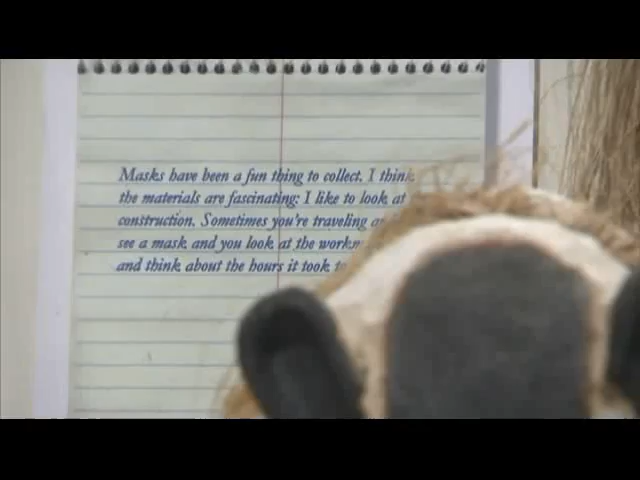 Masks have been a fun thing to collect. I think
the materials are fascinating: I like to look at
construction. Sometimes you're traveling
see a mask and you look at the
and think about the hours it took